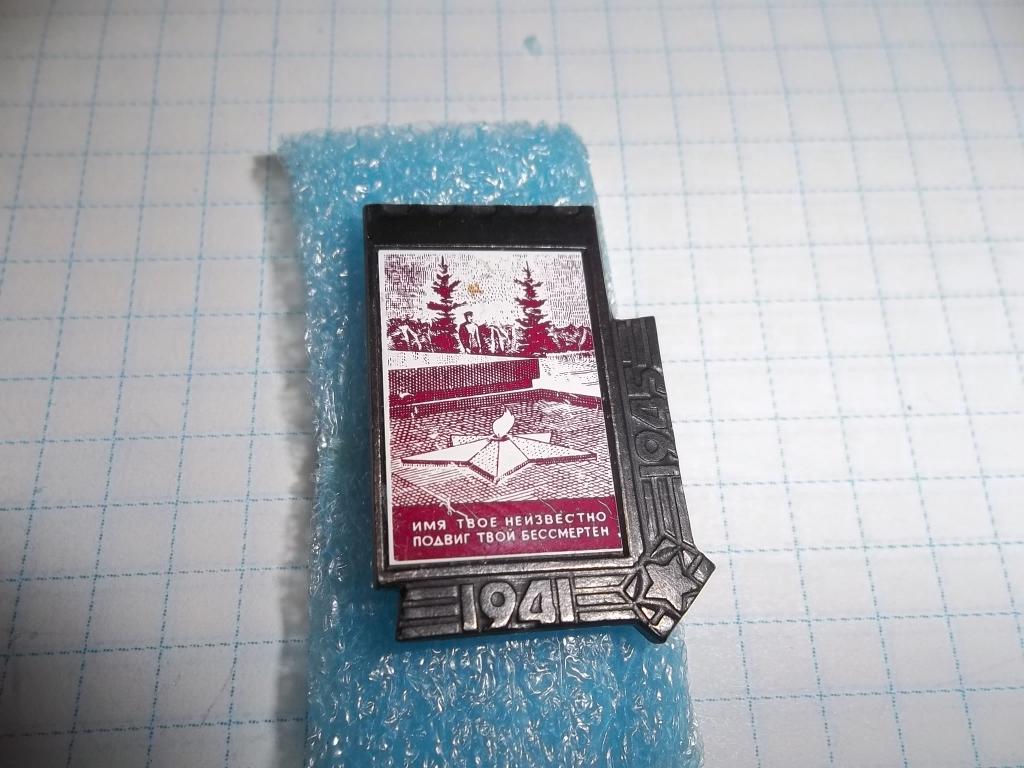 ИМЯ ТВОЕ НЕИЗВЕСТНО
ПОДВИГ ТВОЙ БЕССМЕРТЕН
1941
1945